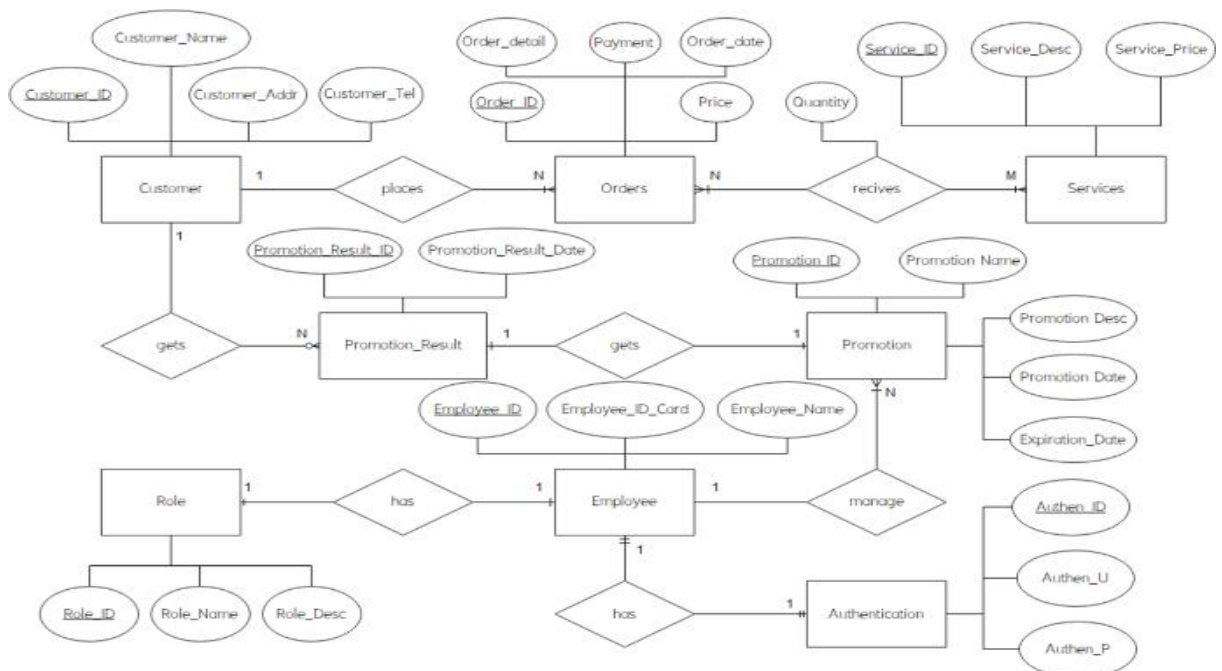 Customer_Name
Order_detail
Payment
Order_date
Service_ID
Service_Desc
Service_Price
Customer_ID
Customer_Addr
Customer_Tel
Order_ID
Price
Quantity
Customer
1
places
N
Orders
N
recives
M
Services
1
Promotion_Result_ID
Promotion_Result_Date
Promotion_ID
Promotion Name
gets
N
Promotion_Result
1
gets
1
Promotion
Promotion Desc
Promotion Date
Expiration_Date
N
Employee_ID
Employee_ID_Card
Employee_Name
Role
1
has
1
Employee
1
manage
1
Authen_ID
Role_ID
Role_Name
Role_Desc
has
1
Authentication
Authen_U
Authen_P